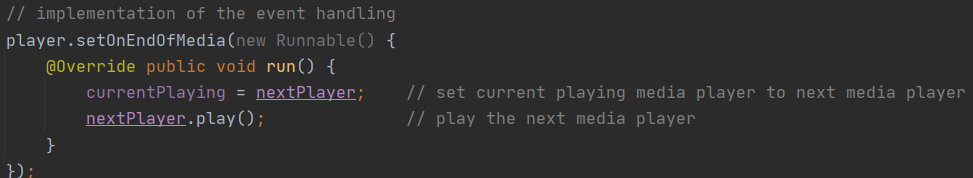 // implementation of the event handling
player.setOnEndOfMedia(new Runnable() {
@Override public void run() {
currentPlaying = nextPlayer; // set current playing media player to next media player
nextPlayer.play(); // play the next media player
}
});